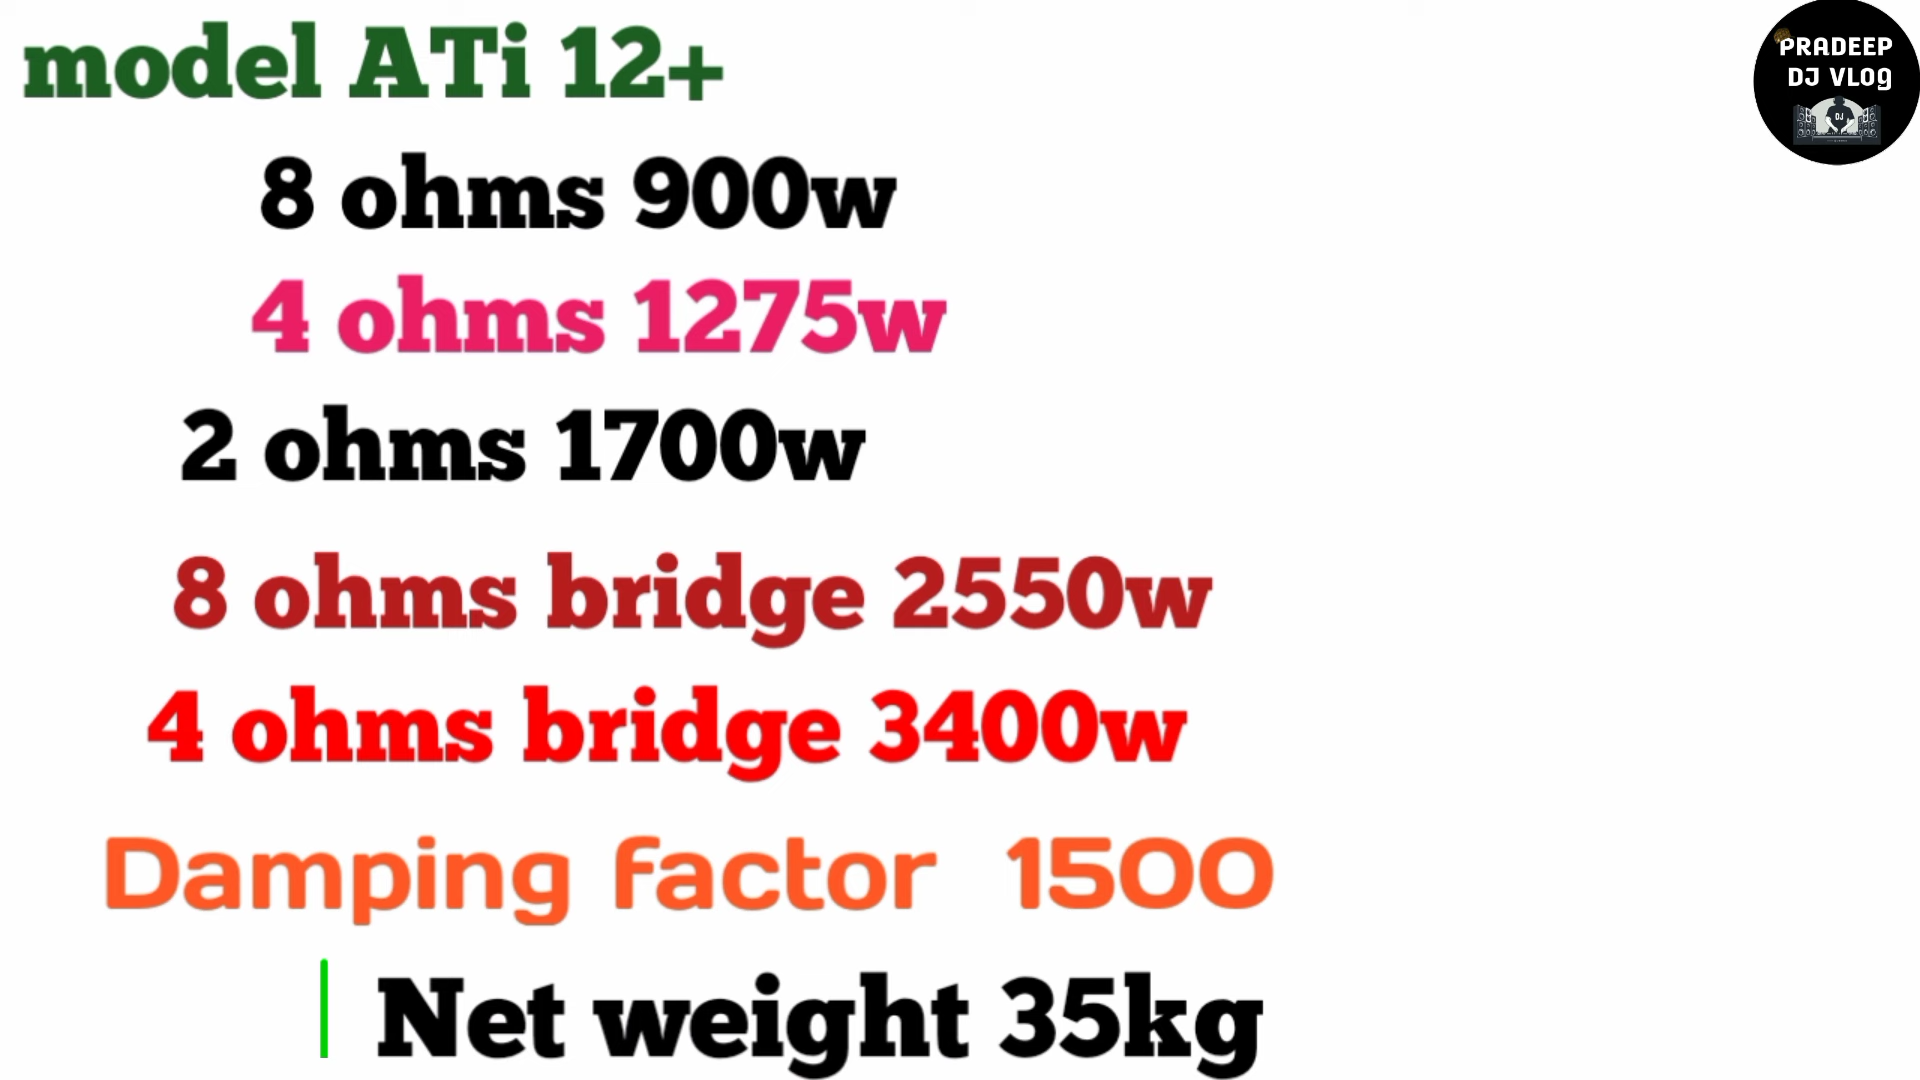 model ATi 12+
PRADEEP
DJ VLOg
DJ
8 ohms 900w
4 ohms 1275w
2 ohms 1700w
8 ohms bridge 2550w
4 ohms bridge 3400w
Damping factor 1500
Net weight 35kg